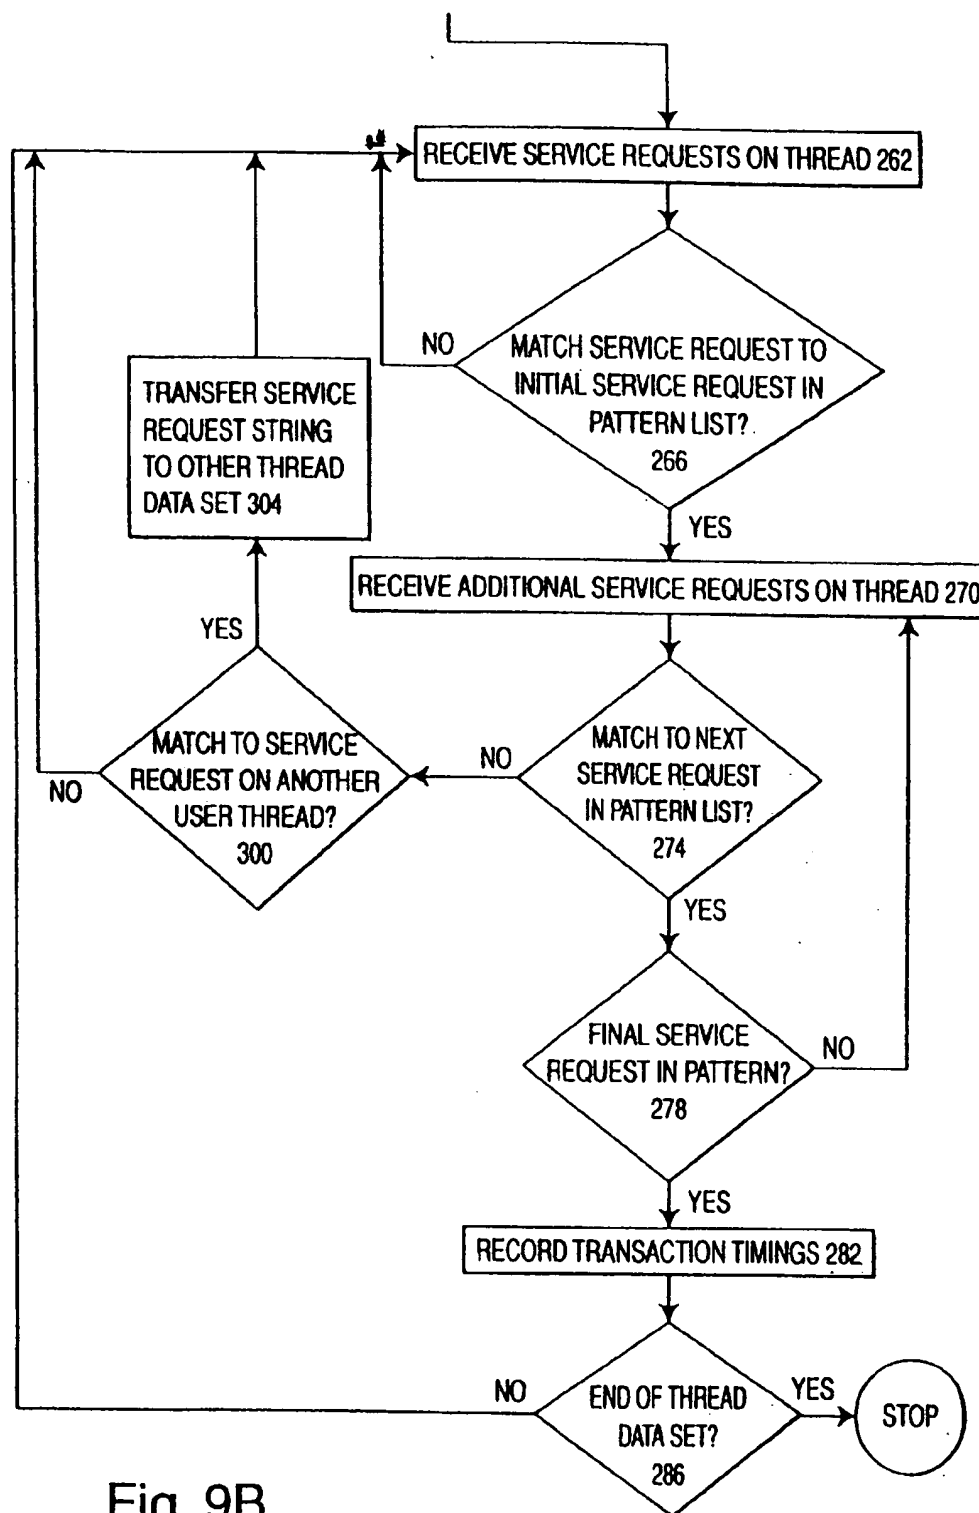 RECEIVE SERVICE REQUESTS ON THREAD 262
NO
MATCH SERVICE REQUEST TO
INITIAL SERVICE REQUEST IN
PATTERN LIST?
266
TRANSFER SERVICE
REQUEST STRING
TO OTHER THREAD
DATA SET 304
YES
RECEIVE ADDITIONAL SERVICE REQUESTS ON THREAD 270
YES
MATCH TO SERVICE
REQUEST ON ANOTHER
USER THREAD?
300
NO
NO
MATCH TO NEXT
SERVICE REQUEST
IN PATTERN LIST?
274
YES
FINAL SERVICE
REQUEST IN PATTERN?
278
NO
YES
RECORD TRANSACTION TIMINGS 282
NO
END OF THREAD
DATA SET?
286
YES
STOP
Fig. 9B